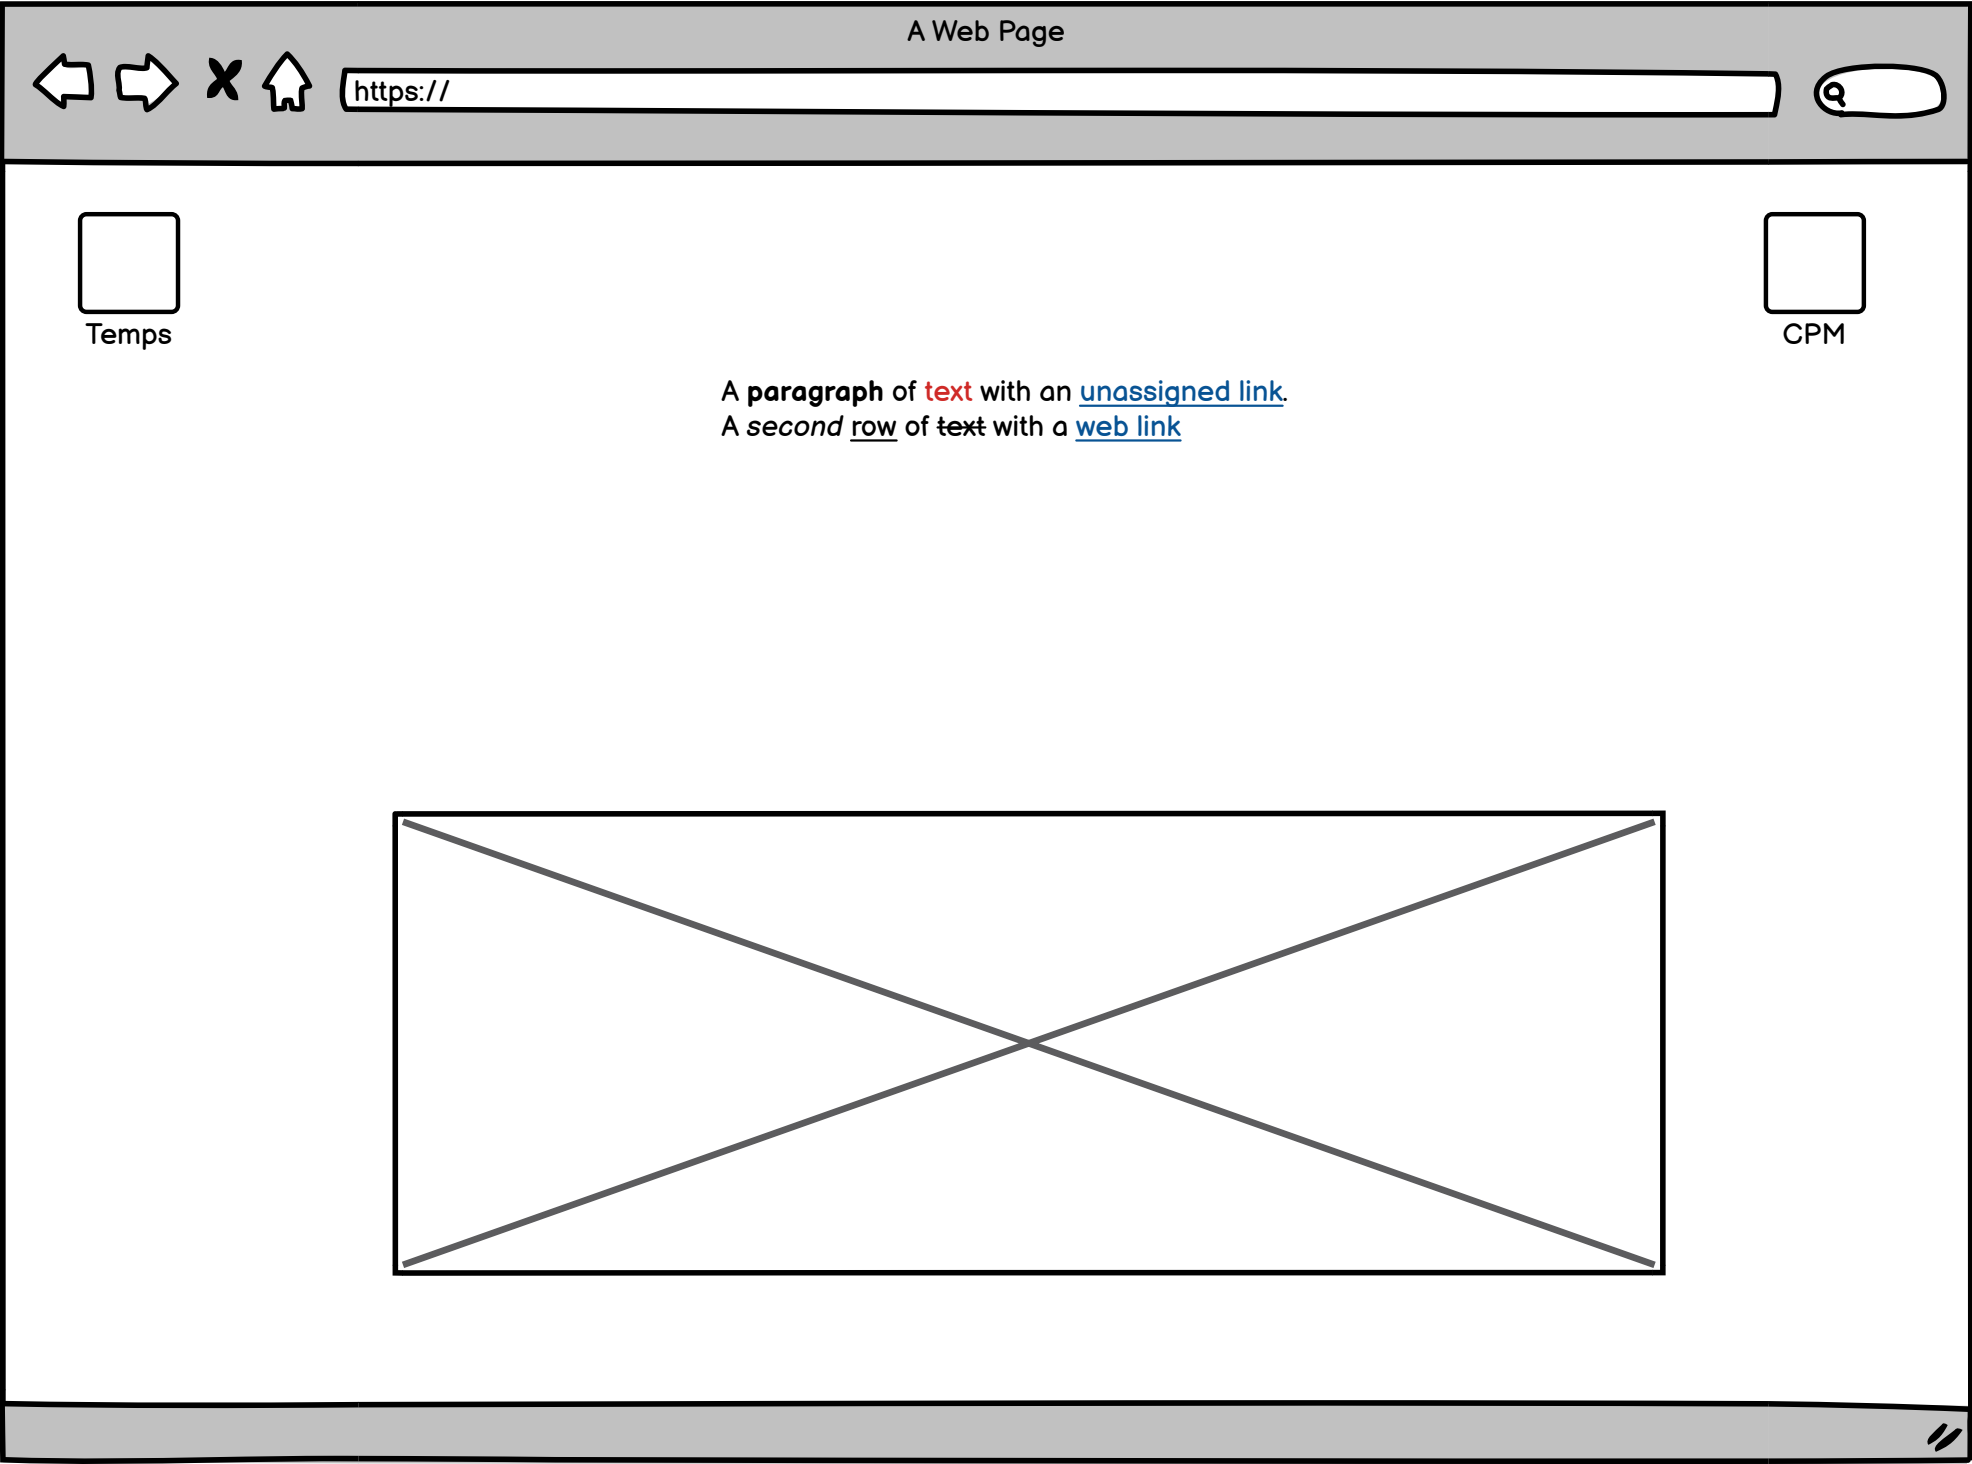 A Web Page
https://
Temps
CPM
A paragraph of text with an unassigned link.
A second row of text with a web link